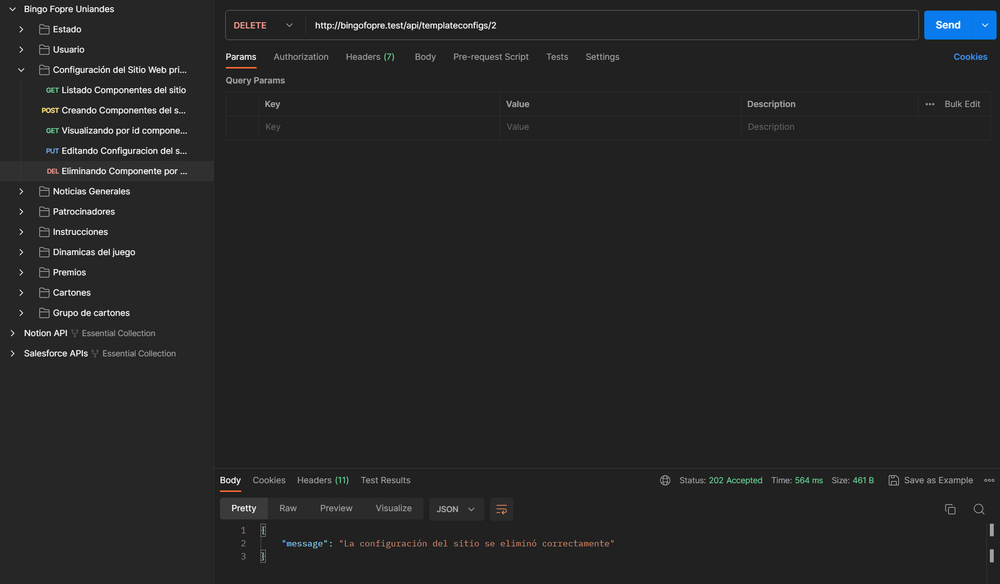 Bingo Fopre Uniandes
Estado
Usuario
Configuración del Sitio Web pri...
GET Listado Componentes del sitio
POST Creando Componentes del s...
GET Visualizando por id compone...
PUT Editando Configuracion del s...
DEL Eliminando Componente por ...
Noticias Generales
Patrocinadores
Instrucciones
Dinamicas del juego
Premios
Cartones
Grupo de cartones
Notion API Essential Collection
Salesforce APIs Essential Collection
DELETE http://bingofopre.test/api/templateconfigs/2 Send
Params Authorization Headers (7) Body Pre-request Script Tests Settings Cookies
Query Params
Key Value Description Bulk Edit
Key Value Description
Body Cookies Headers (11) Test Results Status: 202 Accepted Time: 564 ms Size: 461 B Save as Example
Pretty Raw Preview Visualize JSON
1 {
2 "message": "La configuración del sitio se eliminó correctamente"
3 }